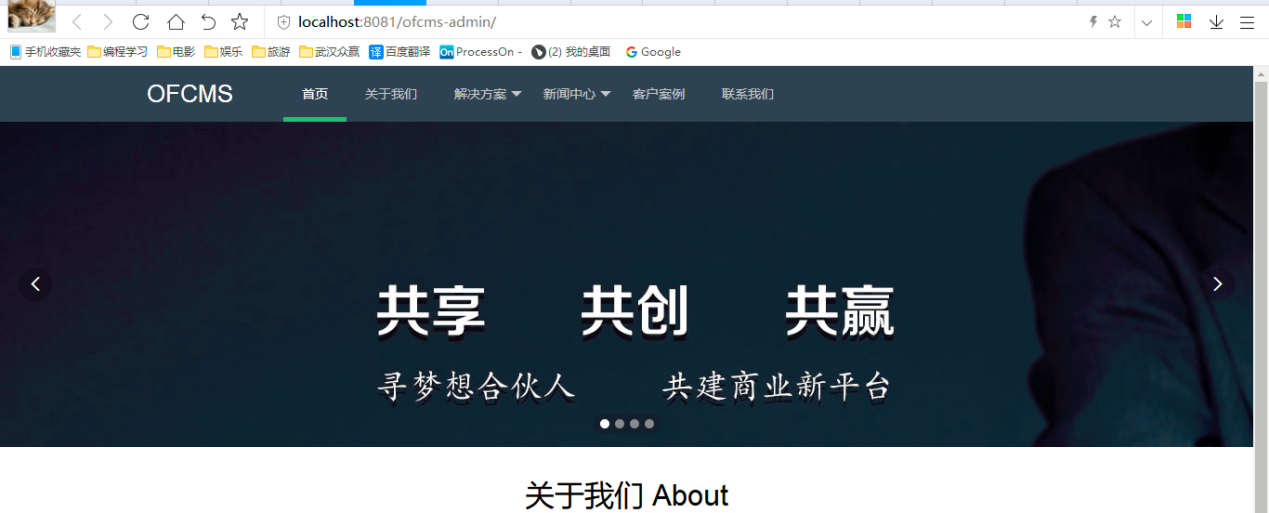 localhost:8081/ofcms-admin/
手机收藏夹 编程学习 电影 娱乐 旅游 武汉众赢 译 百度翻译 On ProcessOn - (2) 我的桌面 G Google
OFCMS 首页 关于我们 解决方案 新闻中心 客户案例 联系我们
共享 共创 共赢
寻梦想合伙人 共建商业新平台
关于我们 About